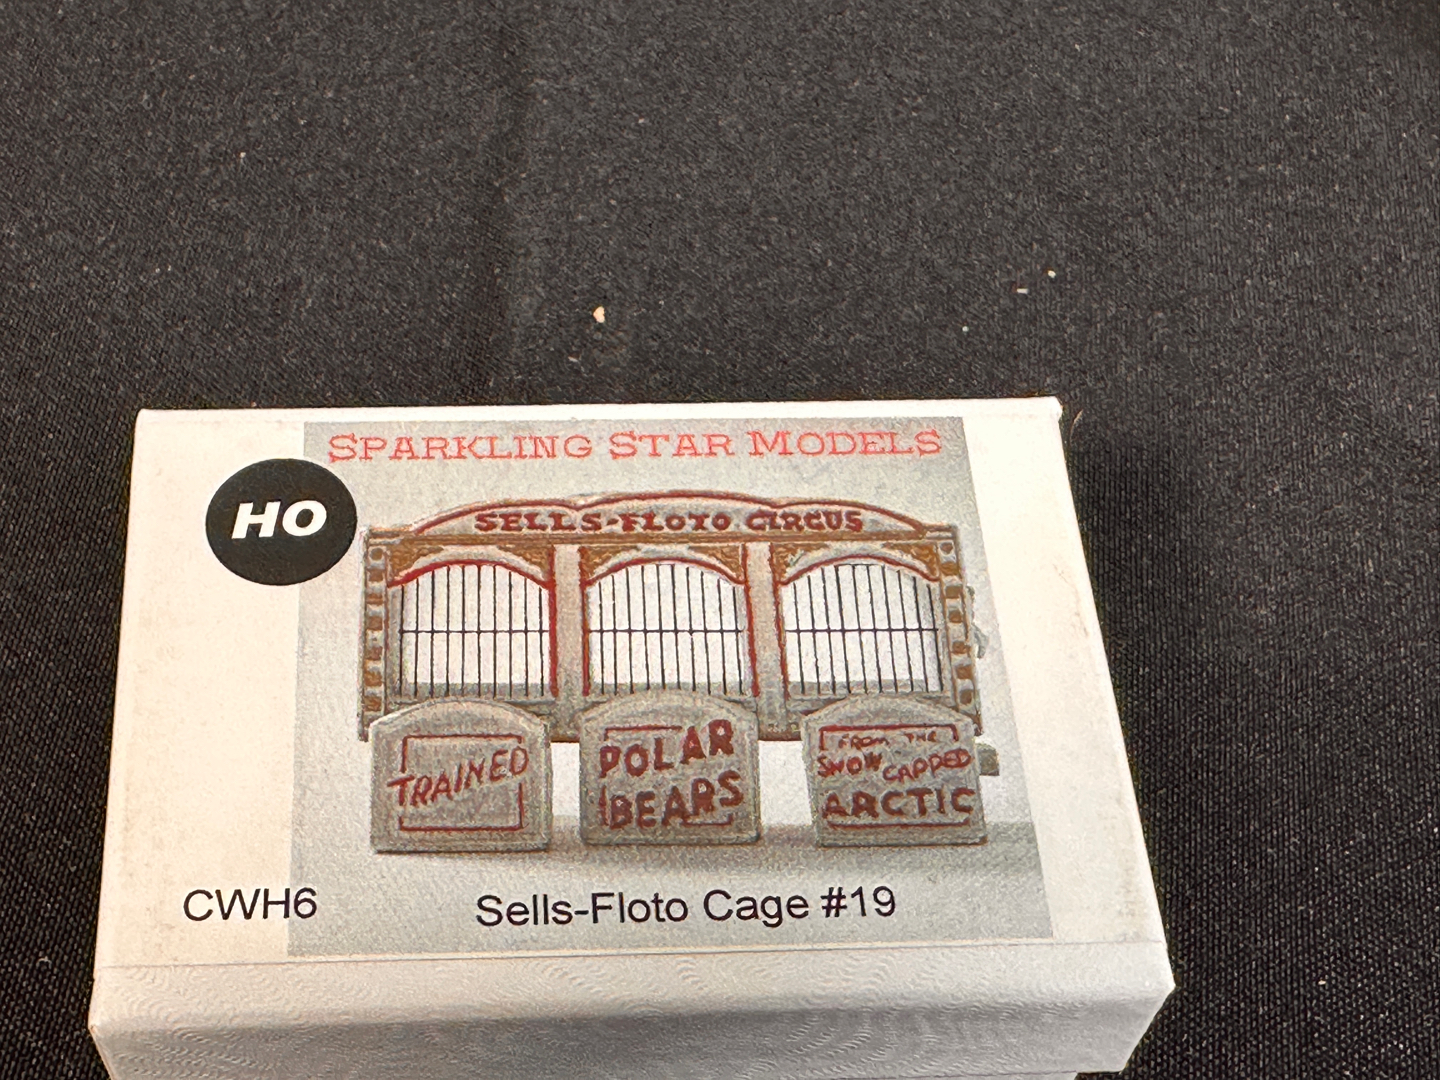 SPARKLING STAR MODELS
HO
SELLS-FLOTO CIRCUS
TRAINED
POLAR
BEARS
FROM THE
SNOW CAPPED
ARCTIC
CWH6
Sells-Floto Cage #19